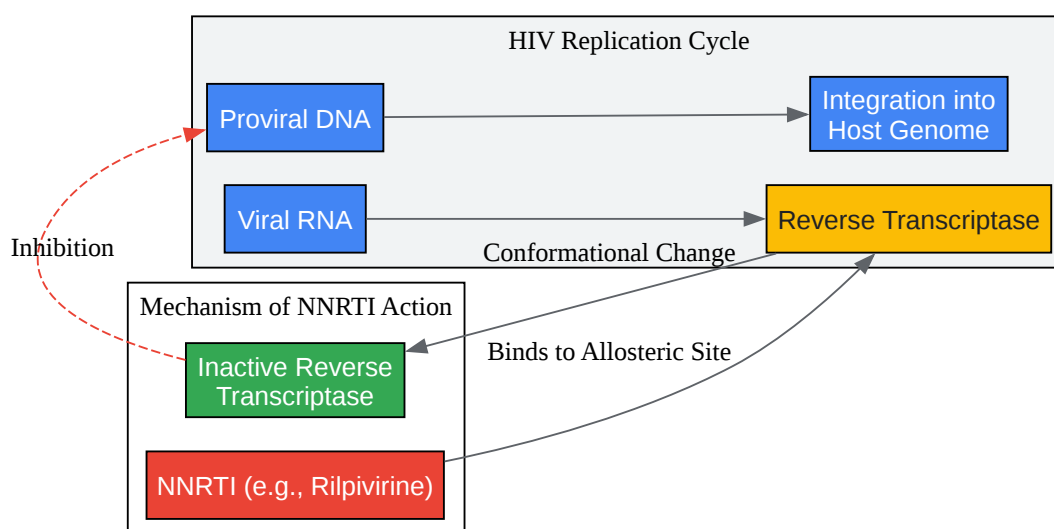 HIV Replication Cycle
Proviral DNA
Integration into
Host Genome
Viral RNA
Reverse Transcriptase
Inhibition
Conformational Change
Mechanism of NNRTI Action
Inactive Reverse
Transcriptase
Binds to Allosteric Site
NNRTI (e.g., Rilpivirine)